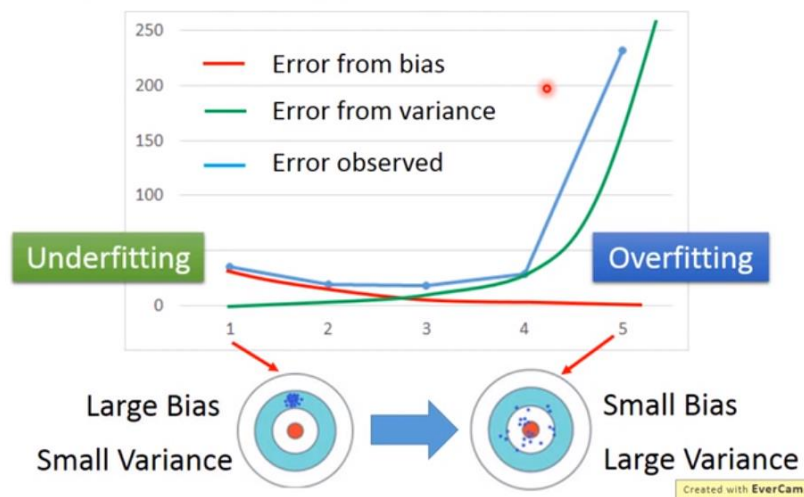 250
200
150
100
0
Error from bias
Error from variance
Error observed
Underfitting
Overfitting
1 2 3 4 5
Large Bias
Small Variance
Small Bias
Large Variance
Created with EverCam